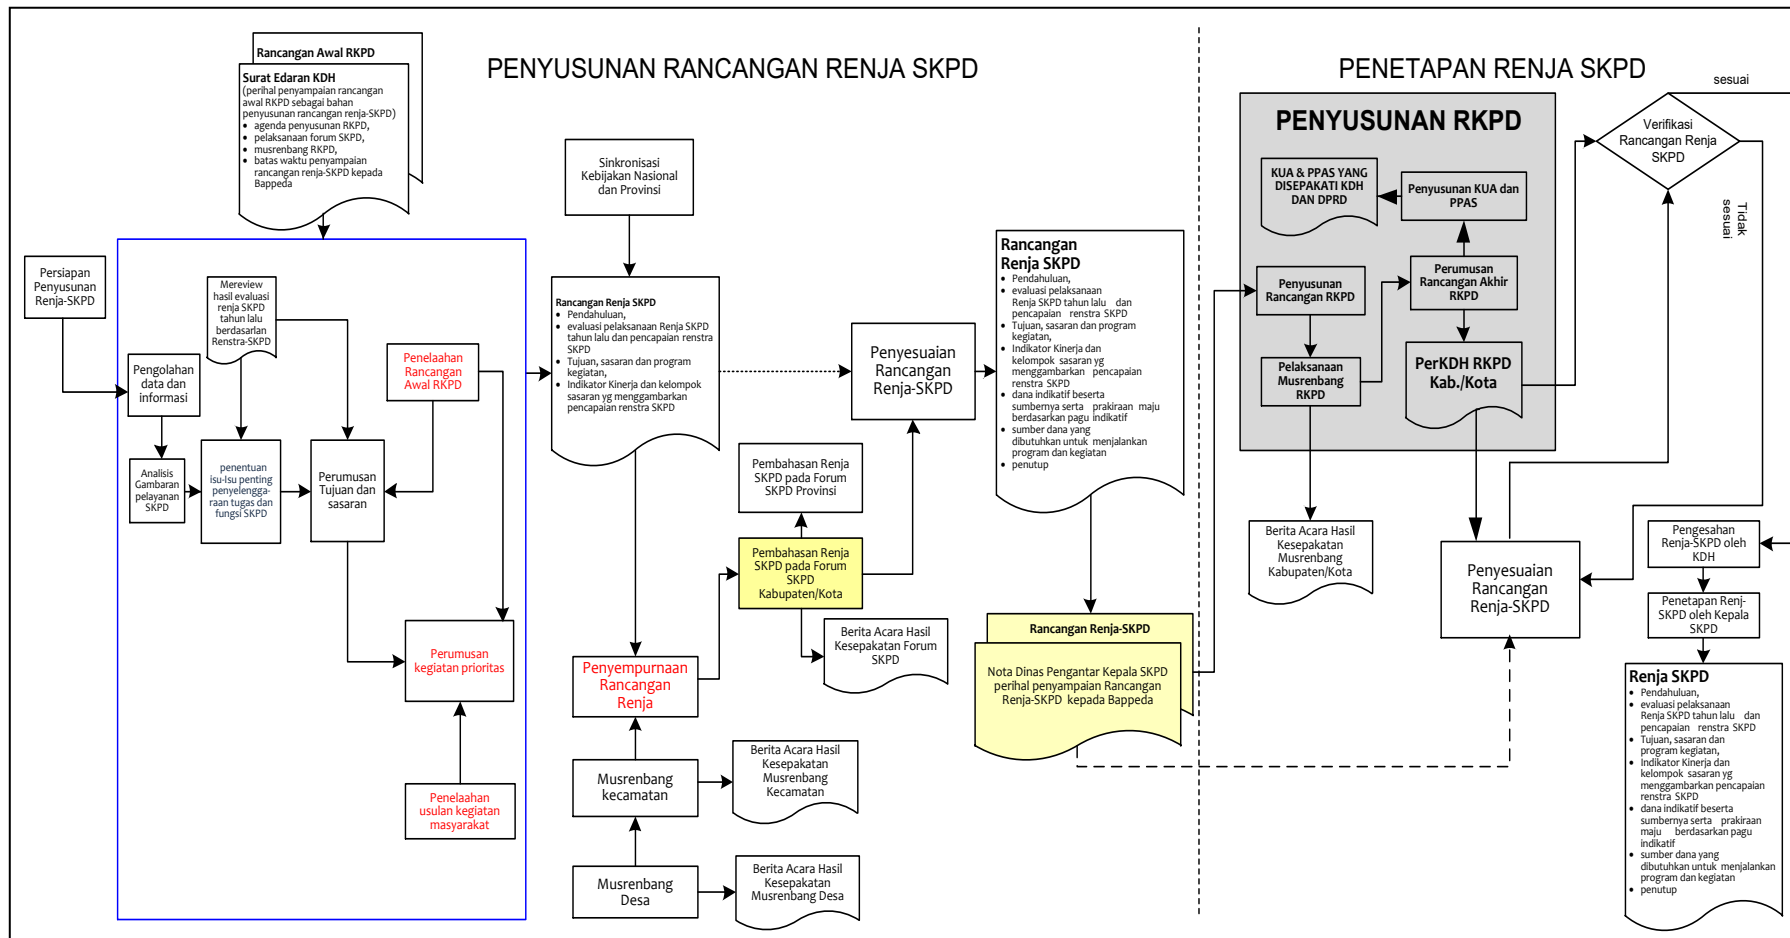 PENYUSUNAN RANCANGAN RENJA SKPD
PENETAPAN RENJA SKPD
Rancangan Awal RKPD
Surat Edaran KDH
(perihal penyampaian rancangan
awal RKPD sebagai bahan
penyusunan rancangan renja-SKPD)
• agenda penyusunan RKPD,
• pelaksanaan forum SKPD,
• musrenbang RKPD,
• batas waktu penyampaian
rancangan renja-SKPD kepada
Bappeda
Persiapan
Penyusunan
Renja-SKPD
Mereview
hasil evaluasi
renja SKPD
tahun lalu
berdasarlan
Renstra-SKPD
Pengolahan
data dan
informasi
Penelaahan
Rancangan
Awal RKPD
Analisis
Gambaran
pelayanan
SKPD
penentuan
isu-Isu penting
penyelengga-
raan tugas dan
fungsi SKPD
Perumusan
Tujuan dan
sasaran
Perumusan
kegiatan prioritas
Penelaahan
usulan kegiatan
masyarakat
Sinkronisasi
Kebijakan Nasional
dan Provinsi
Rancangan Renja SKPD
• Pendahuluan,
• evaluasi pelaksanaan Renja SKPD
tahun lalu dan pencapaian renstra
SKPD
• Tujuan, sasaran dan program
kegiatan,
• Indikator Kinerja dan kelompok
sasaran yg menggambarkan
pencapaian renstra SKPD
Penyempurnaan
Rancangan
Renja
Musrenbang
kecamatan
Musrenbang
Desa
Berita Acara Hasil
Kesepakatan
Musrenbang
Kecamatan
Berita Acara Hasil
Kesepakatan
Musrenbang Desa
Pembahasan Renja
SKPD pada Forum
SKPD Provinsi
Pembahasan Renja
SKPD pada Forum
SKPD
Kabupaten/Kota
Berita Acara Hasil
Kesepakatan Forum
SKPD
Penyesuaian
Rancangan
Renja-SKPD
Rancangan
Renja SKPD
• Pendahuluan,
• evaluasi pelaksanaan
Renja SKPD tahun lalu dan
pencapaian renstra SKPD
• Tujuan, sasaran dan program
kegiatan,
• Indikator Kinerja dan
kelompok sasaran yg
menggambarkan pencapaian
renstra SKPD
• dana indikatif beserta
sumbernya serta prakiraan maju
berdasarkan pagu indikatif
• sumber dana yang
dibutuhkan untuk menjalankan
program dan kegiatan
• penutup
Rancangan Renja-SKPD
Nota Dinas Pengantar Kepala SKPD
perihal penyampaian Rancangan
Renja-SKPD kepada Bappeda
PENYUSUNAN RKPD
KUA & PPAS YANG
DISEPAKATI KDH
DAN DPRD
Penyusunan KUA dan
PPAS
Penyusunan
Rancangan RKPD
Perumusan
Rancangan Akhir
RKPD
Pelaksanaan
Musrenbang
RKPD
PerKDH RKPD
Kab./Kota
Berita Acara Hasil
Kesepakatan
Musrenbang
Kabupaten/Kota
Penyesuaian
Rancangan
Renja-SKPD
sesuai
Verifikasi
Rancangan Renja
SKPD
Tidak
sesuai
Pengesahan
Renja-SKPD oleh
KDH
Penetapan Renj-
SKPD oleh Kepala
SKPD
Renja SKPD
• Pendahuluan,
• evaluasi pelaksanaan
Renja SKPD tahun lalu dan
pencapaian renstra SKPD
• Tujuan, sasaran dan
program kegiatan,
• Indikator Kinerja dan
kelompok sasaran yg
menggambarkan pencapaian
renstra SKPD
• dana indikatif beserta
sumbernya serta prakiraan
maju berdasarkan pagu
indikatif
• sumber dana yang
dibutuhkan untuk menjalankan
program dan kegiatan
• penutup